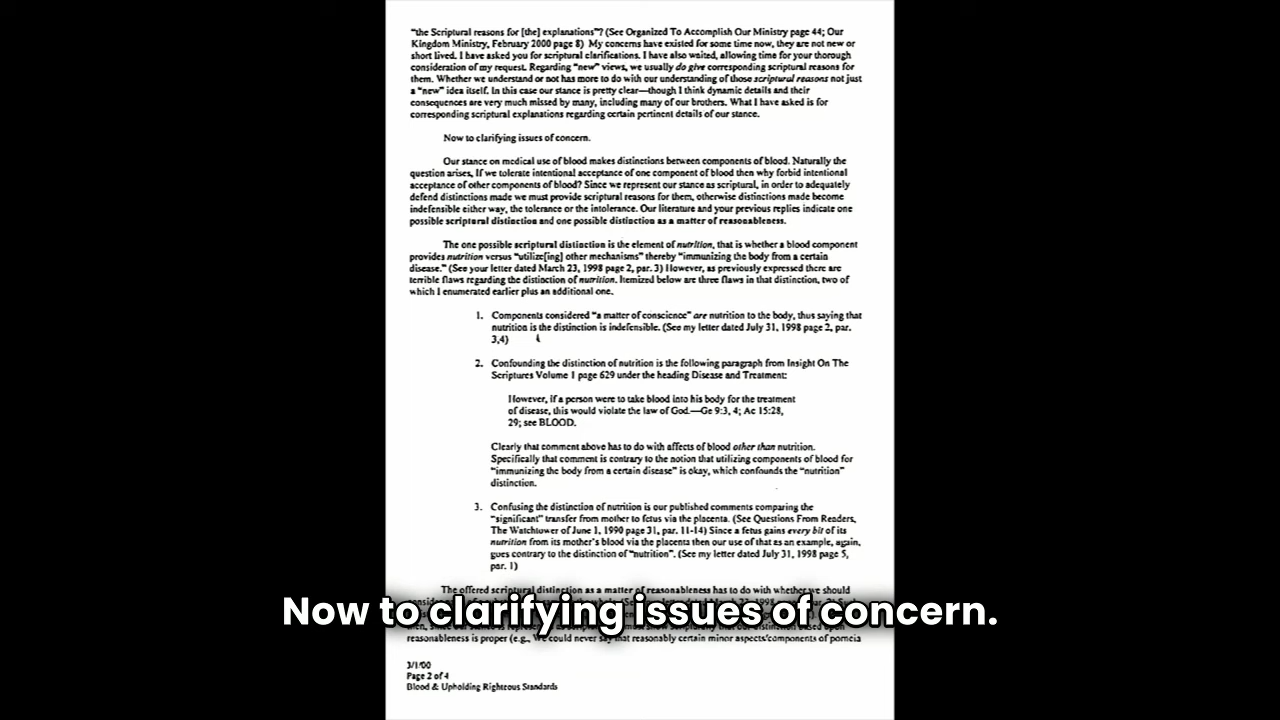 "the Scriptural reasons for [the] explanations"? (See Organized To Accomplish Our Ministry page 44; Our
Kingdom Ministry, February 2000 page 8) My concerns have existed for some time now, they are not new or
short lived. I have asked you for scriptural clarifications. I have also waited, allowing time for your thorough
consideration of my request. Regarding "new" views, we usually do give corresponding scriptural reasons for
them. Whether we understand or not has more to do with our understanding of those scriptural reasons not just
a "new" idea itself. In this case our stance is pretty clear—though I think dynamic details and their
consequences are very much missed by many, including many of our brothers. What I have asked is for
corresponding scriptural explanations regarding certain pertinent details of our stance.
Now to clarifying issues of concern.
Our stance on medical use of blood makes distinctions between components of blood. Naturally the
question arises, If we tolerate intentional acceptance of one component of blood then why forbid intentional
acceptance of other components of blood? Since we represent our stance as scriptural, in order to adequately
defend distinctions made we must provide scriptural reasons for them, otherwise distinctions made become
indefensible either way, the tolerance or the intolerance. Our literature and your previous replies indicate one
possible scriptural distinction and one possible distinction as a matter of reasonableness.
The one possible scriptural distinction is the element of nutrition, that is whether a blood component
provides nutrition versus "utilize[ing] other mechanisms" thereby "immunizing the body from a certain
disease." (See your letter dated March 23, 1998 page 2, par. 3) However, as previously expressed there are
terrible flaws regarding the distinction of nutrition. Itemized below are three flaws in that distinction, two of
which I enumerated earlier plus an additional one.
1. Components considered "a matter of conscience" are nutrition to the body, thus saying that
nutrition is the distinction is indefensible. (See my letter dated July 31, 1998 page 2, par.
3,4)
2. Confounding the distinction of nutrition is the following paragraph from Insight On The
Scriptures Volume 1 page 629 under the heading Disease and Treatment:
However, if a person were to take blood into his body for the treatment
of disease, this would violate the law of God.—Ge 9:3, 4; Ac 15:28,
29; see BLOOD.
Clearly that comment above has to do with affects of blood other than nutrition.
Specifically that comment is contrary to the notion that utilizing components of blood for
"immunizing the body from a certain disease" is okay, which confounds the "nutrition"
distinction.
3. Confusing the distinction of nutrition is our published comments comparing the
"significant" transfer from mother to fetus via the placenta. (See Questions From Readers,
The Watchtower of June 1, 1990 page 31, par. 11-14) Since a fetus gains every bit of its
nutrition from its mother's blood via the placenta then our use of that as an example, again,
goes contrary to the distinction of "nutrition". (See my letter dated July 31, 1998 page 5,
par. 1)
The offered scriptural distinction as a matter of reasonableness has to do with whether we should
Now to clarifying issues of concern.
reasonableness is proper (e.g., We could never say that reasonably certain minor aspects/components of porneia
3/1/00
Page 2 of 4
Blood & Upholding Righteous Standards